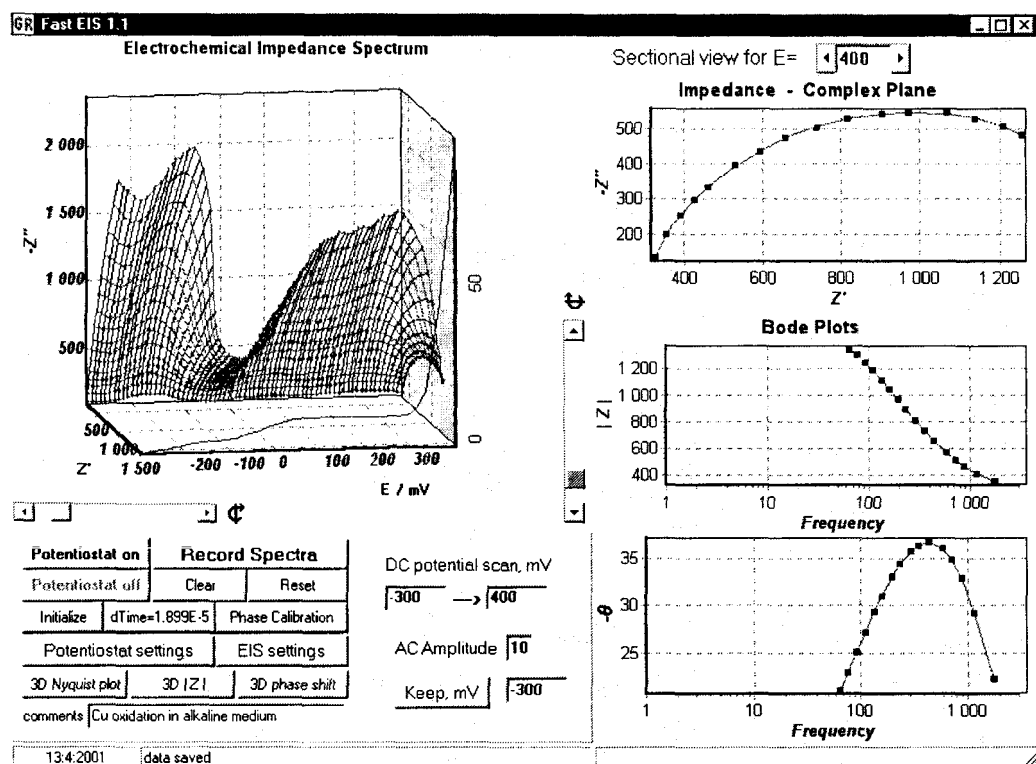 GR Fast EIS 1.1
Electrochemical Impedance Spectrum
2 000
1 500
1 000
500
-Z''
500
1 000
1 500
Z'
-200 -100 0 100 200 300
E / mV
50
0
Sectional view for E= 400
Impedance - Complex Plane
500
400
300
200
-Z''
400 600 800 1 000 1 200
Z'
Bode Plots
1 200
1 000
800
600
400
| Z |
1 10 100 1 000
Frequency
35
30
25
-θ
1 10 100 1 000
Frequency
Potentiostat on Record Spectra
Potentiostat off Clear Reset
Initialize dTime=1.899E-5 Phase Calibration
Potentiostat settings EIS settings
3D Nyquist plot 3D |Z| 3D phase shift
comments Cu oxidation in alkaline medium
DC potential scan, mV
-300 —> 400
AC Amplitude 10
Keep, mV -300
13:4:2001 data saved